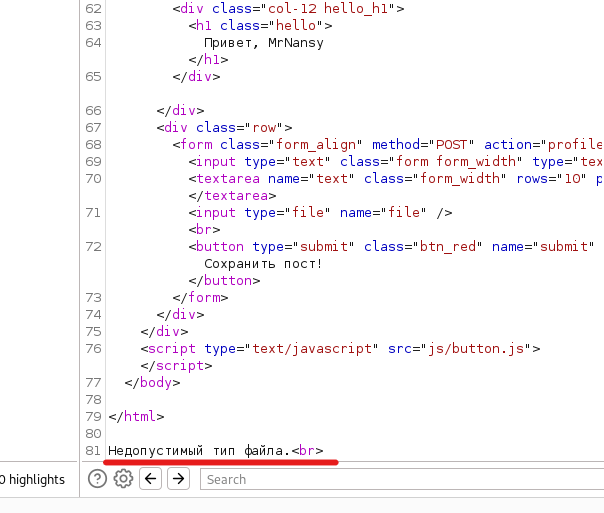 62 <div class="col-12 hello_h1">
63 <h1 class="hello">
64 Привет, MrNansy
</h1>
65 </div>
66 </div>
67 <div class="row">
68 <form class="form_align" method="POST" action="profile
69 <input type="text" class="form form_width" type="tex
70 <textarea name="text" class="form_width" rows="10" p
</textarea>
71 <input type="file" name="file" />
<br>
72 <button type="submit" class="btn_red" name="submit"
Сохранить пост!
</button>
73 </form>
74 </div>
75 </div>
76 <script type="text/javascript" src="js/button.js">
</script>
77 </body>
78
79 </html>
80
81 Недопустимый тип файла.<br>
0 highlights
Search